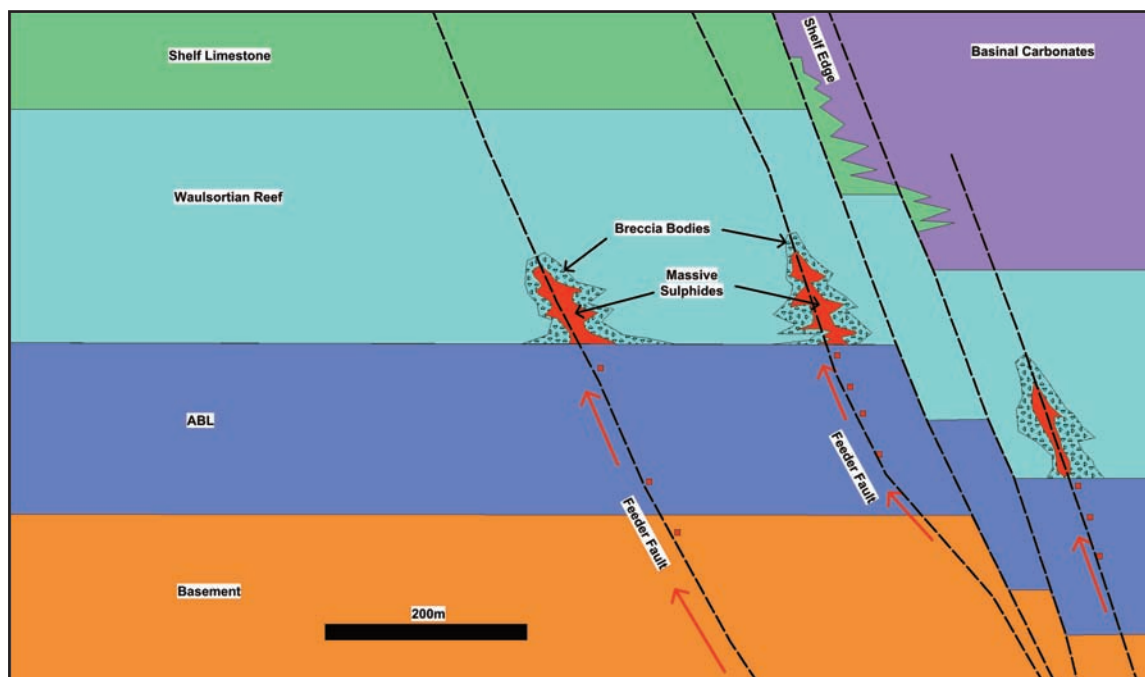 Shelf Limestone
Shelf Edge
Basinal Carbonates
Waulsortian Reef
Breccia Bodies
Massive
Sulphides
ABL
Feeder Fault
Feeder Fault
Basement
200m